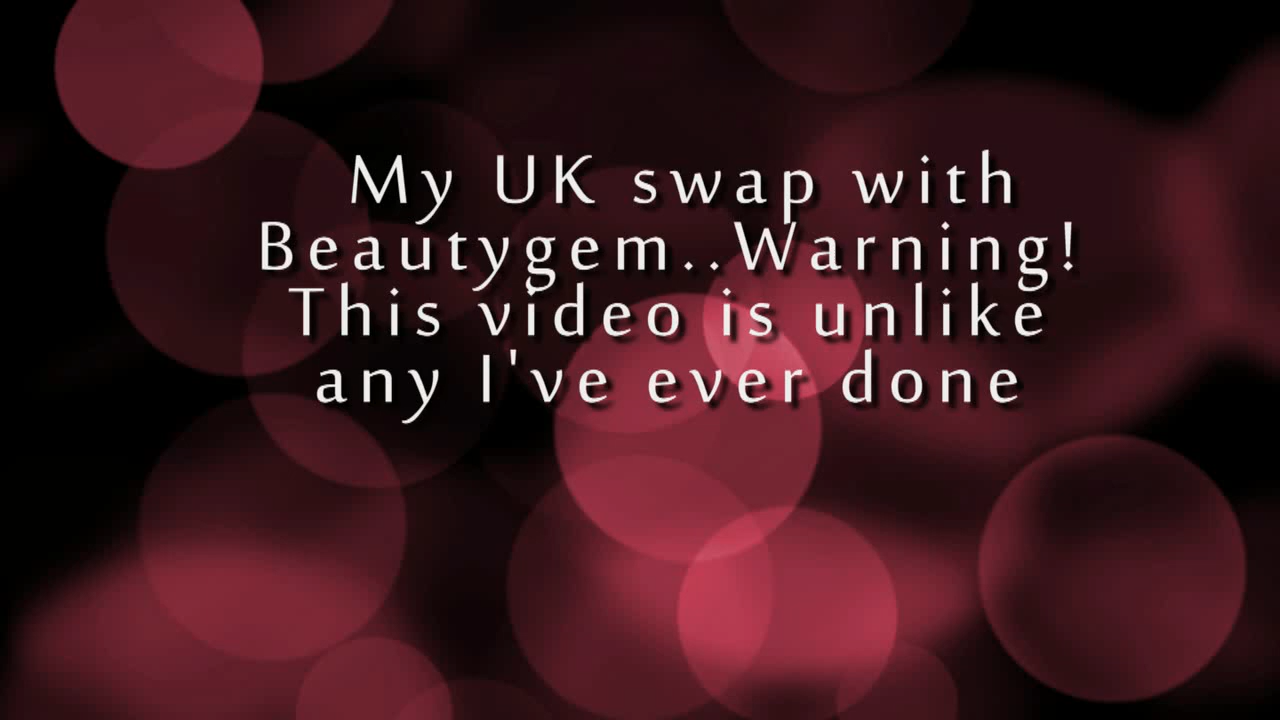 My UK swap with
Beautygem..Warning!
This video is unlike
any I've ever done